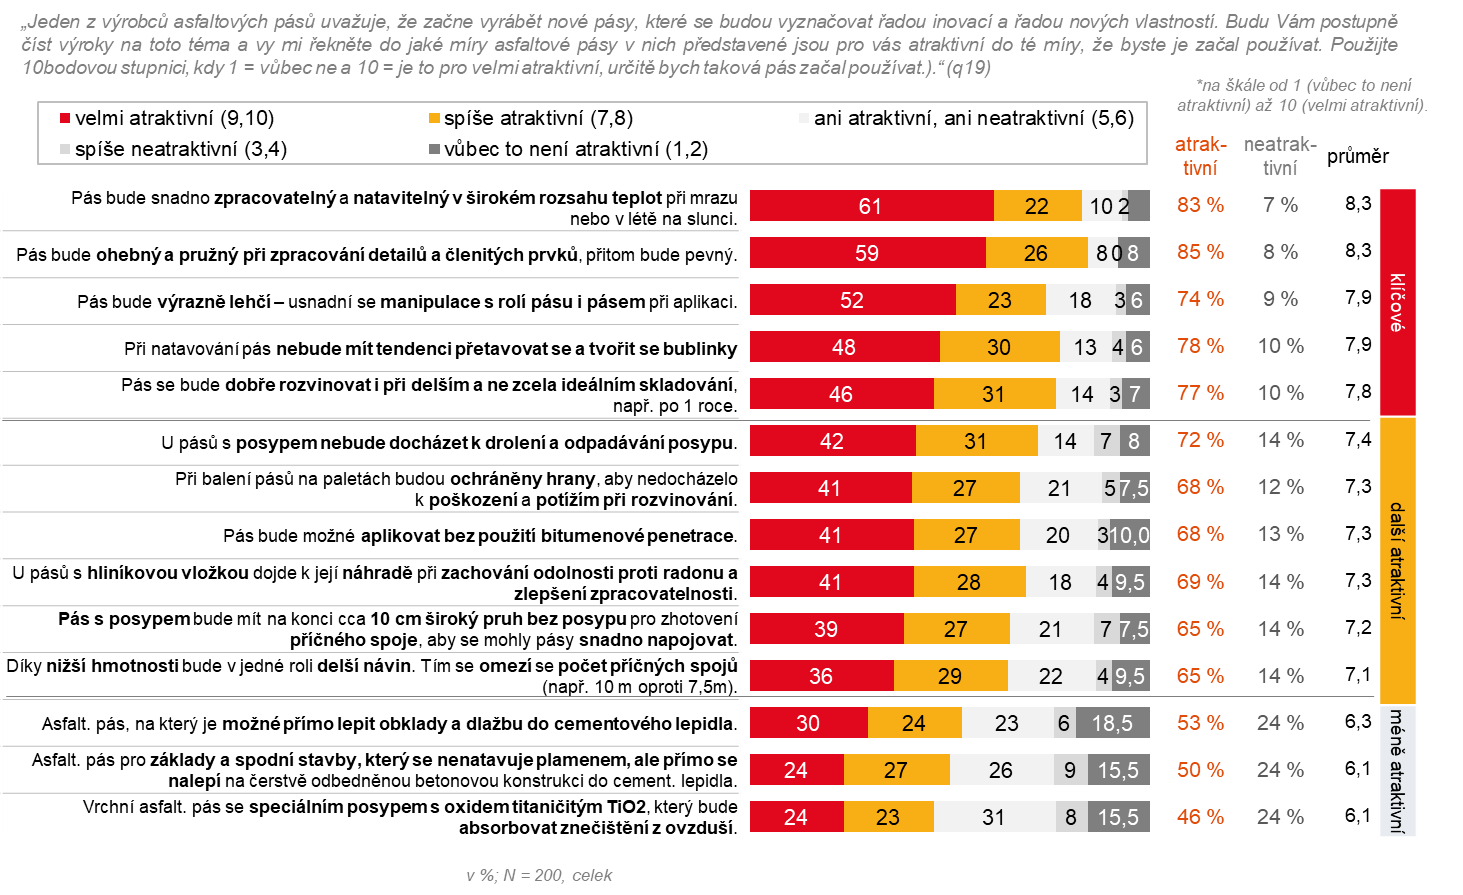 „Jeden z výrobců asfaltových pásů uvažuje, že začne vyrábět nové pásy, které se budou vyznačovat řadou inovací a řadou nových vlastností. Budu Vám postupně
číst výroky na toto téma a vy mi řekněte do jaké míry asfaltové pásy v nich představené jsou pro vás atraktivní do té míry, že byste je začal používat. Použijte
10bodovou stupnici, kdy 1 = vůbec ne a 10 = je to pro velmi atraktivní, určitě bych taková pás začal používat.).“ (q19)
*na škále od 1 (vůbec to není
atraktivní) až 10 (velmi atraktivní).
velmi atraktivní (9,10) spíše atraktivní (7,8) ani atraktivní, ani neatraktivní (5,6)
spíše neatraktivní (3,4) vůbec to není atraktivní (1,2)
atrak-
tivní
neatrak-
tivní
průměr
Pás bude snadno zpracovatelný a natavitelný v širokém rozsahu teplot při mrazu
nebo v létě na slunci.
61 22 10 2 83 % 7 % 8,3
Pás bude ohebný a pružný při zpracování detailů a členitých prvků, přitom bude pevný.
59 26 8 0 8 85 % 8 % 8,3
Pás bude výrazně lehčí – usnadní se manipulace s rolí pásu i pásem při aplikaci.
52 23 18 3 6 74 % 9 % 7,9
Při natavování pás nebude mít tendenci přetavovat se a tvořit se bublinky
48 30 13 4 6 78 % 10 % 7,9
Pás se bude dobře rozvinovat i při delším a ne zcela ideálním skladování,
např. po 1 roce.
46 31 14 3 7 77 % 10 % 7,8
klíčové
U pásů s posypem nebude docházet k drolení a odpadávání posypu.
42 31 14 7 8 72 % 14 % 7,4
Při balení pásů na paletách budou ochráněny hrany, aby nedocházelo
k poškození a potížím při rozvinování.
41 27 21 5 7,5 68 % 12 % 7,3
Pás bude možné aplikovat bez použití bitumenové penetrace.
41 27 20 3 10,0 68 % 13 % 7,3
U pásů s hliníkovou vložkou dojde k její náhradě při zachování odolnosti proti radonu a
zlepšení zpracovatelnosti.
41 28 18 4 9,5 69 % 14 % 7,3
Pás s posypem bude mít na konci cca 10 cm široký pruh bez posypu pro zhotovení
příčného spoje, aby se mohly pásy snadno napojovat.
39 27 21 7 7,5 65 % 14 % 7,2
Díky nižší hmotnosti bude v jedné roli delší návin. Tím se omezí se počet příčných spojů
(např. 10 m oproti 7,5m).
36 29 22 4 9,5 65 % 14 % 7,1
další atraktivní
Asfalt. pás, na který je možné přímo lepit obklady a dlažbu do cementového lepidla.
30 24 23 6 18,5 53 % 24 % 6,3
Asfalt. pás pro základy a spodní stavby, který se nenatavuje plamenem, ale přímo se
nalepí na čerstvě odbedněnou betonovou konstrukci do cement. lepidla.
24 27 26 9 15,5 50 % 24 % 6,1
Vrchní asfalt. pás se speciálním posypem s oxidem titaničitým TiO2, který bude
absorbovat znečištění z ovzduší.
24 23 31 8 15,5 46 % 24 % 6,1
méně atraktivní
v %; N = 200, celek